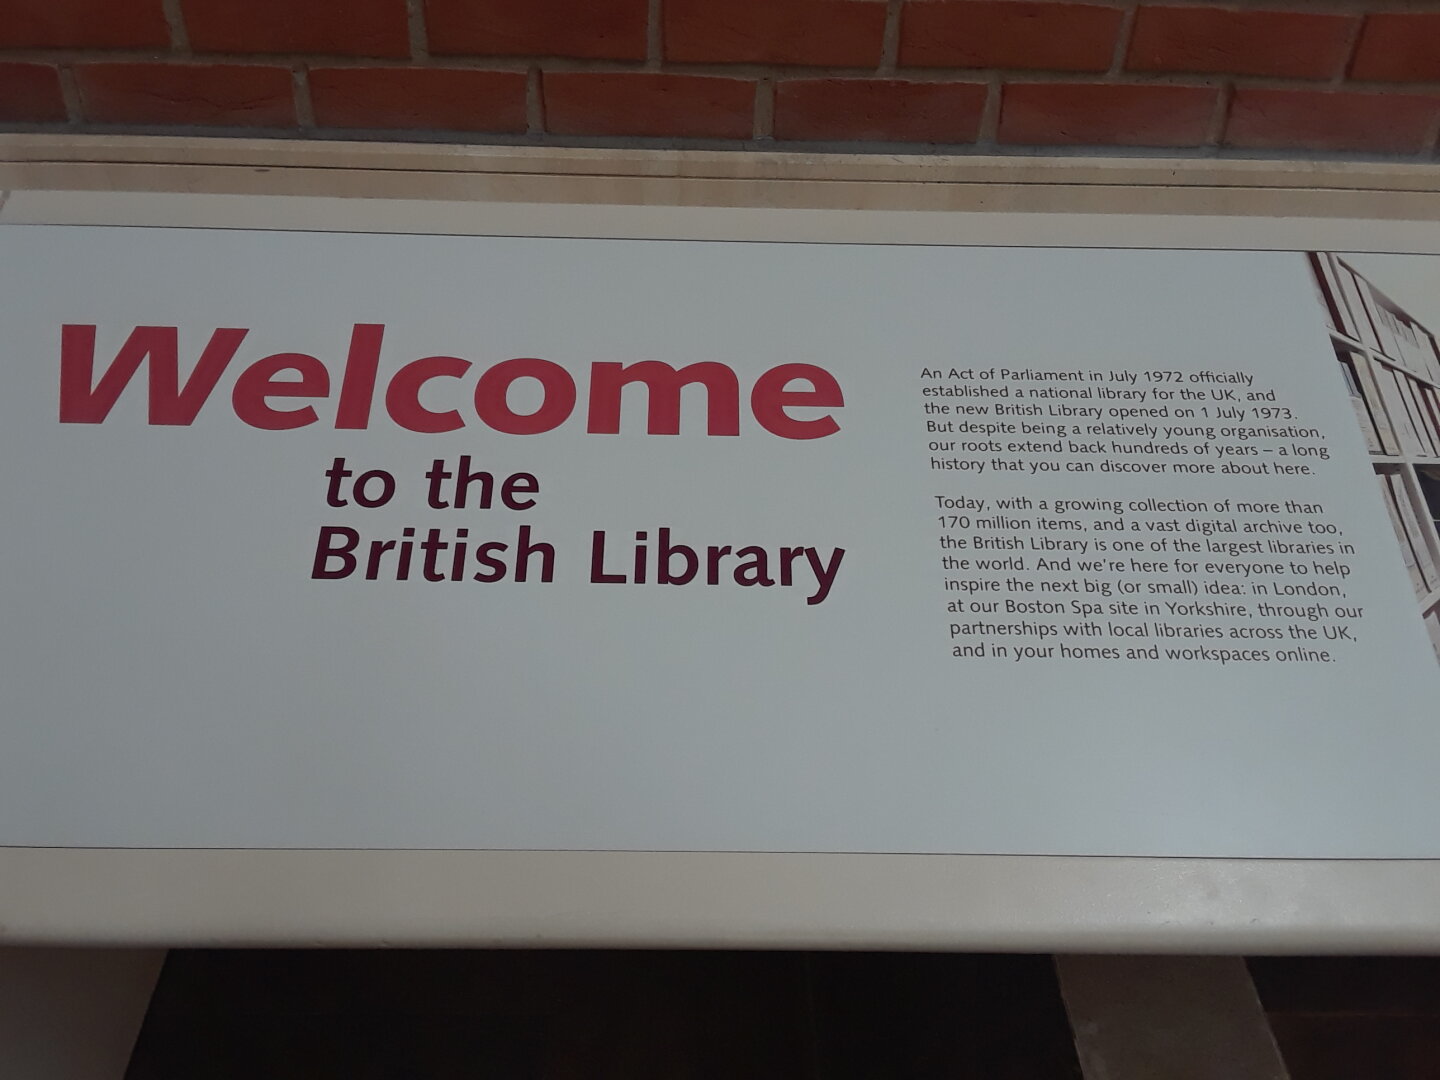 Welcome
to the
British Library
An Act of Parliament in July 1972 officially
established a national library for the UK, and
the new British Library opened on 1 July 1973.
But despite being a relatively young organisation,
our roots extend back hundreds of years – a long
history that you can discover more about here.
Today, with a growing collection of more than
170 million items, and a vast digital archive too,
the British Library is one of the largest libraries in
the world. And we're here for everyone to help
inspire the next big (or small) idea: in London,
at our Boston Spa site in Yorkshire, through our
partnerships with local libraries across the UK,
and in your homes and workspaces online.